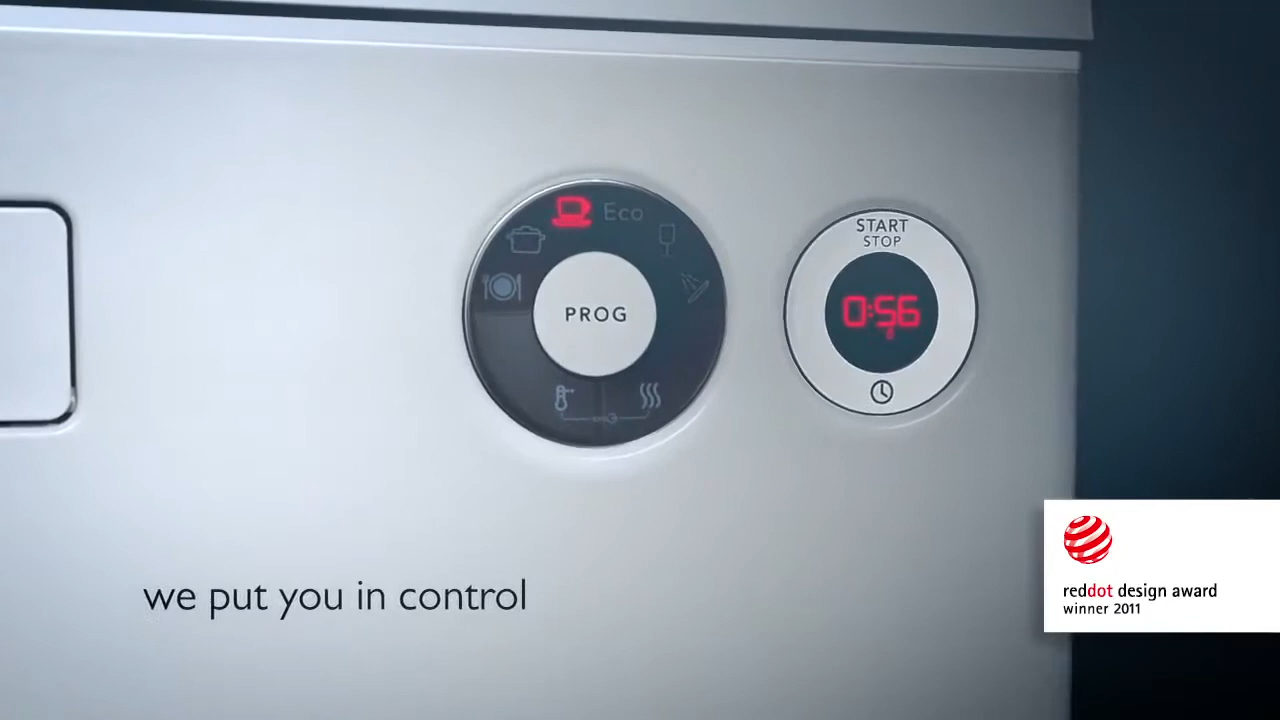 Eco
PROG
START
STOP
0:56
we put you in control
reddot design award
winner 2011